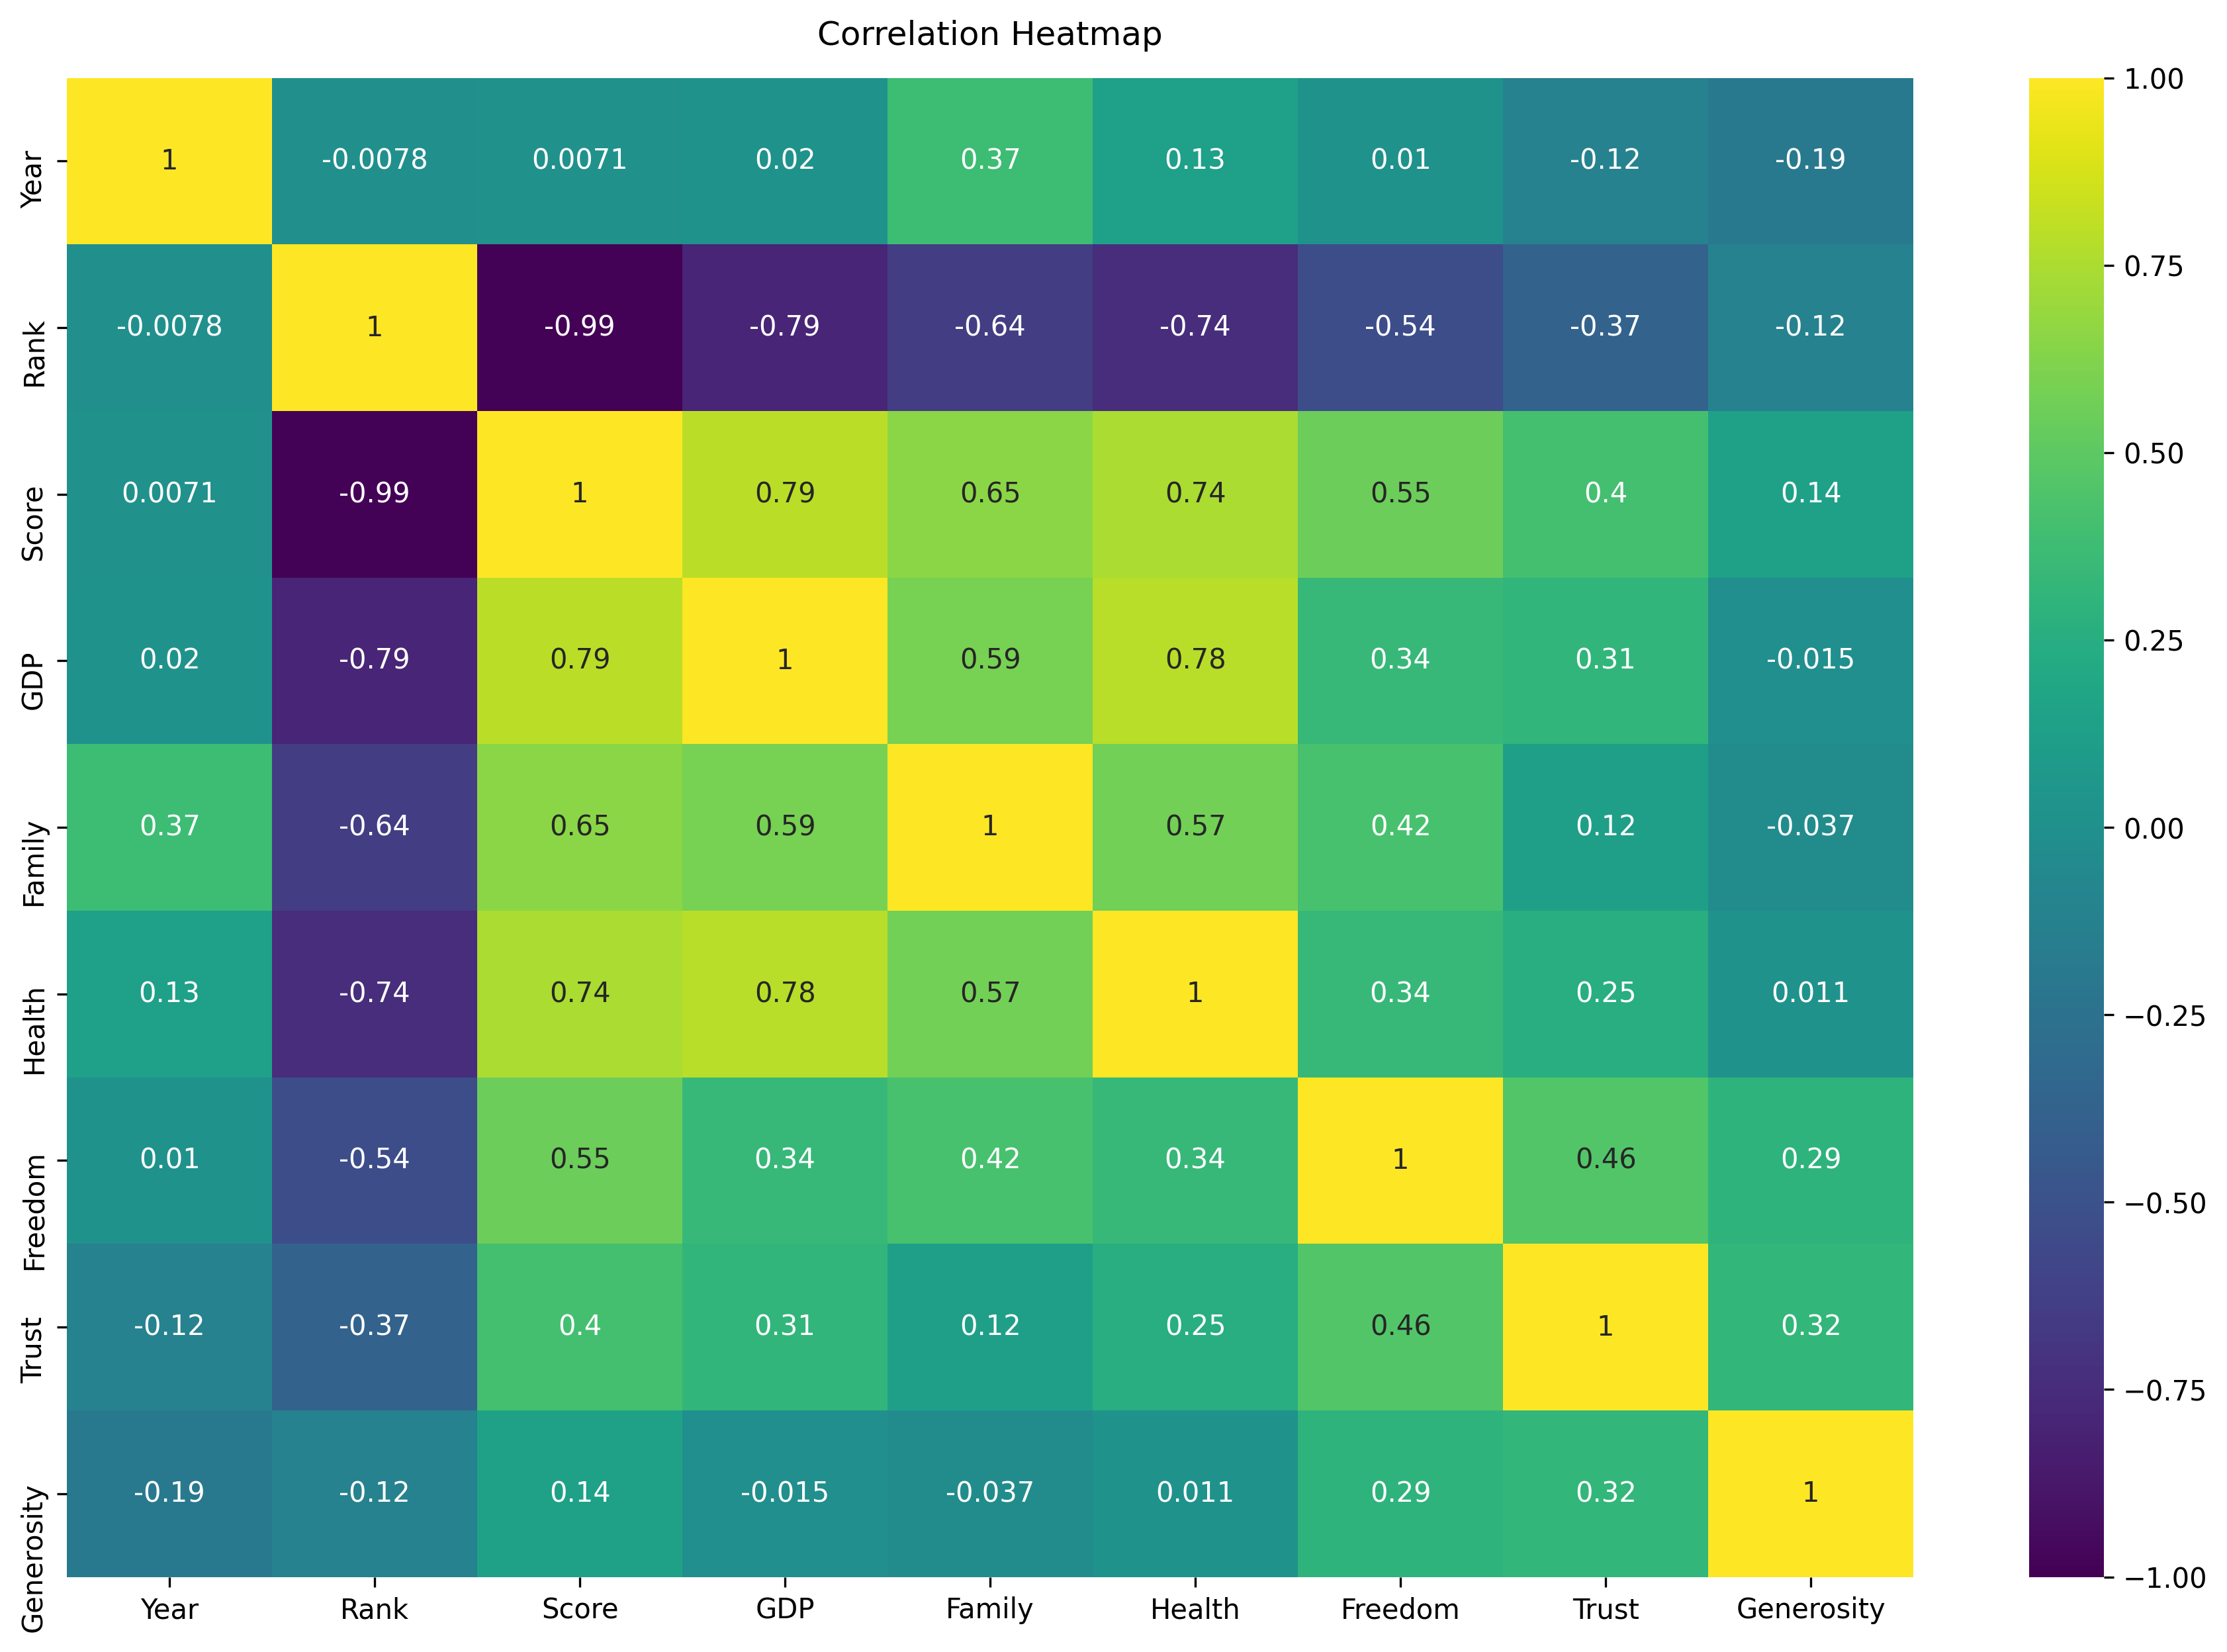 Correlation Heatmap
Year 1 -0.0078 0.0071 0.02 0.37 0.13 0.01 -0.12 -0.19
Rank -0.0078 1 -0.99 -0.79 -0.64 -0.74 -0.54 -0.37 -0.12
Score 0.0071 -0.99 1 0.79 0.65 0.74 0.55 0.4 0.14
GDP 0.02 -0.79 0.79 1 0.59 0.78 0.34 0.31 -0.015
Family 0.37 -0.64 0.65 0.59 1 0.57 0.42 0.12 -0.037
Health 0.13 -0.74 0.74 0.78 0.57 1 0.34 0.25 0.011
Freedom 0.01 -0.54 0.55 0.34 0.42 0.34 1 0.46 0.29
Trust -0.12 -0.37 0.4 0.31 0.12 0.25 0.46 1 0.32
Generosity -0.19 -0.12 0.14 -0.015 -0.037 0.011 0.29 0.32 1
Year Rank Score GDP Family Health Freedom Trust Generosity
1.00
0.75
0.50
0.25
0.00
−0.25
−0.50
−0.75
−1.00